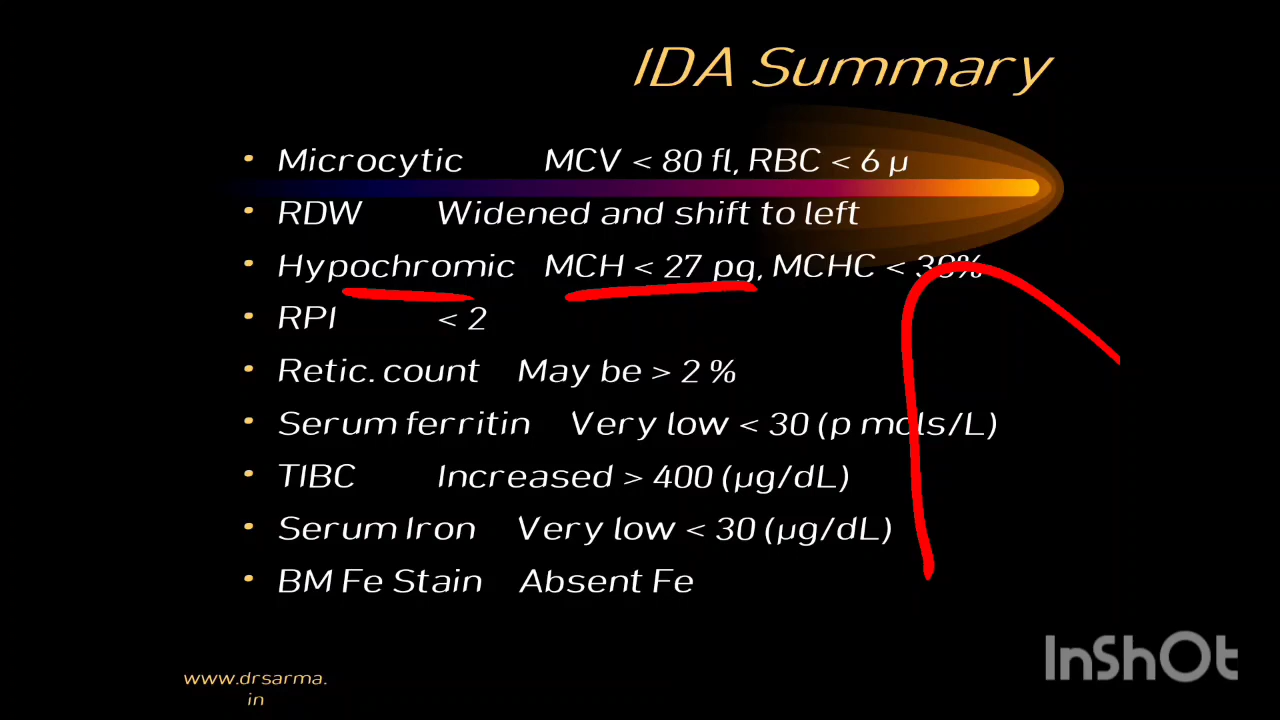 IDA Summary
• Microcytic MCV < 80 fl, RBC < 6 µ
• RDW Widened and shift to left
• Hypochromic MCH < 27 pg, MCHC < 30%
• RPI < 2
• Retic. count May be > 2 %
• Serum ferritin Very low < 30 (p mols/L)
• TIBC Increased > 400 (µg/dL)
• Serum Iron Very low < 30 (µg/dL)
• BM Fe Stain Absent Fe
www.drsarma.
in
InShOt